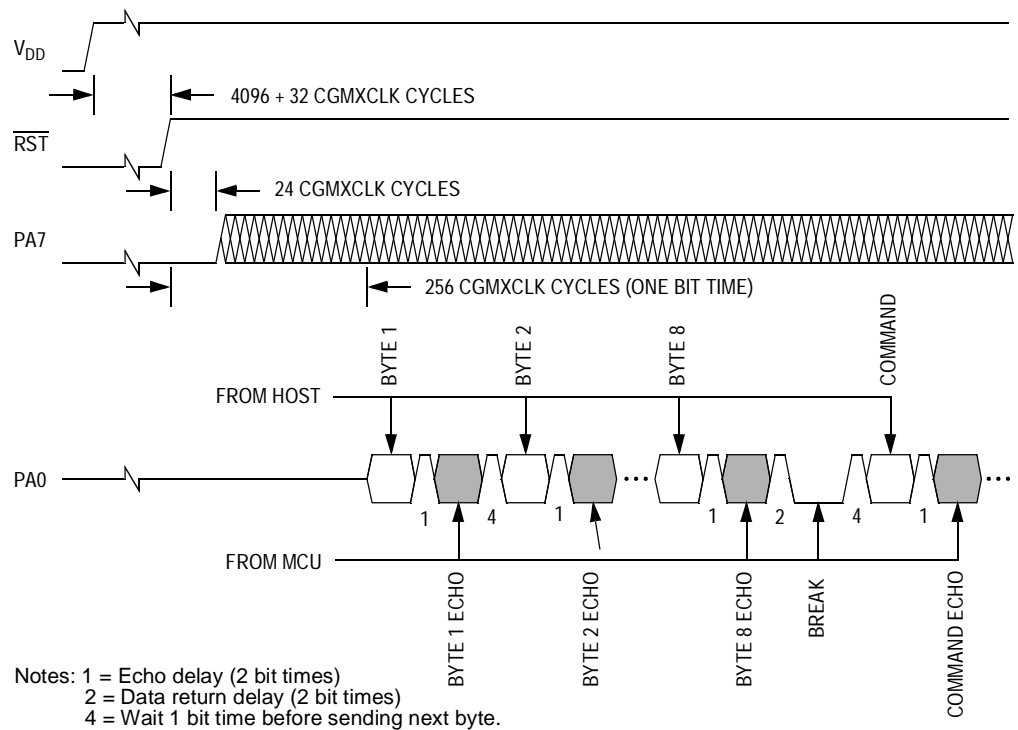 VDD
4096 + 32 CGMXCLK CYCLES
RST
24 CGMXCLK CYCLES
PA7
256 CGMXCLK CYCLES (ONE BIT TIME)
BYTE 1
BYTE 2
BYTE 8
COMMAND
FROM HOST
PA0
1
4
1
1
2
4
1
FROM MCU
BYTE 1 ECHO
BYTE 2 ECHO
BYTE 8 ECHO
BREAK
COMMAND ECHO
Notes: 1 = Echo delay (2 bit times)
2 = Data return delay (2 bit times)
4 = Wait 1 bit time before sending next byte.